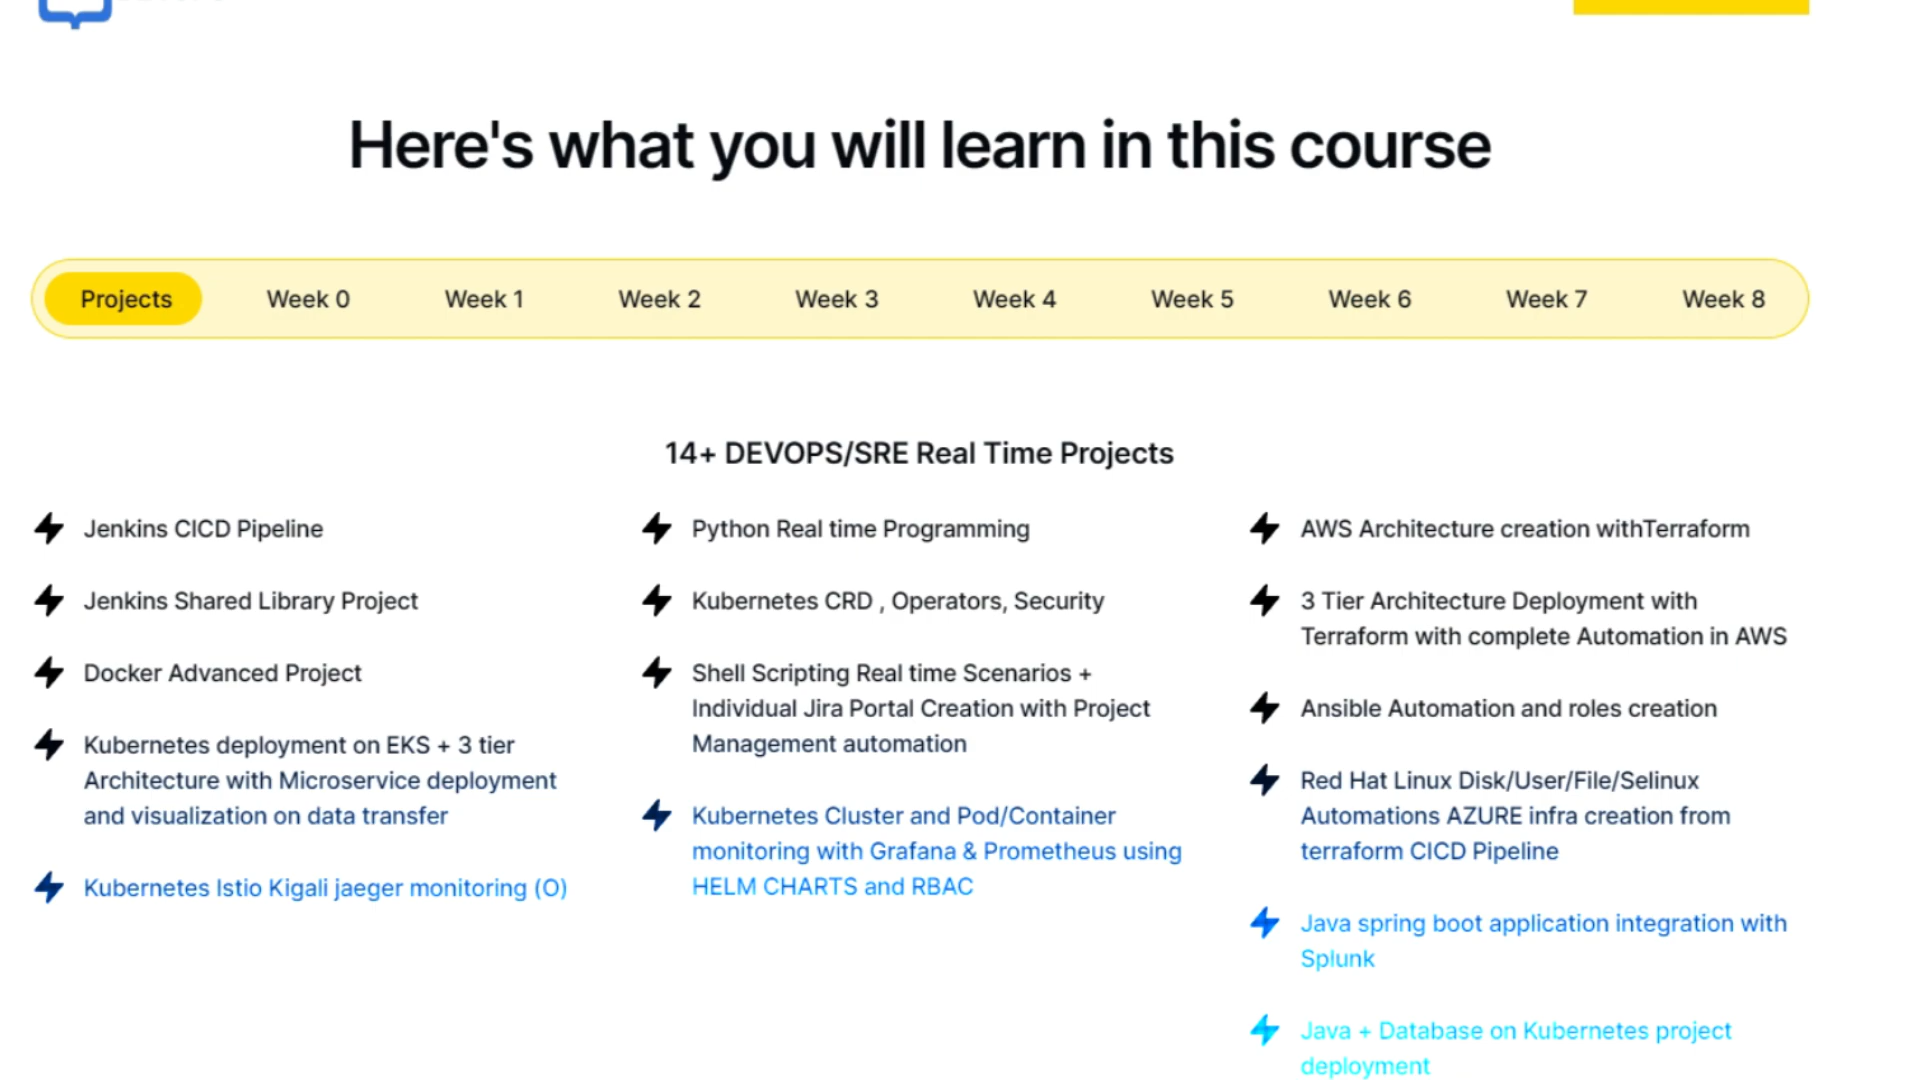 Here's what you will learn in this course
Projects
Week 0
Week 1
Week 2
Week 3
Week 4
Week 5
Week 6
Week 7
Week 8
14+ DEVOPS/SRE Real Time Projects
Jenkins CICD Pipeline
Jenkins Shared Library Project
Docker Advanced Project
Kubernetes deployment on EKS + 3 tier
Architecture with Microservice deployment
and visualization on data transfer
Kubernetes Istio Kigali jaeger monitoring (O)
Python Real time Programming
Kubernetes CRD , Operators, Security
Shell Scripting Real time Scenarios +
Individual Jira Portal Creation with Project
Management automation
Kubernetes Cluster and Pod/Container
monitoring with Grafana & Prometheus using
HELM CHARTS and RBAC
AWS Architecture creation withTerraform
3 Tier Architecture Deployment with
Terraform with complete Automation in AWS
Ansible Automation and roles creation
Red Hat Linux Disk/User/File/Selinux
Automations AZURE infra creation from
terraform CICD Pipeline
Java spring boot application integration with
Splunk
Java + Database on Kubernetes project
deployment